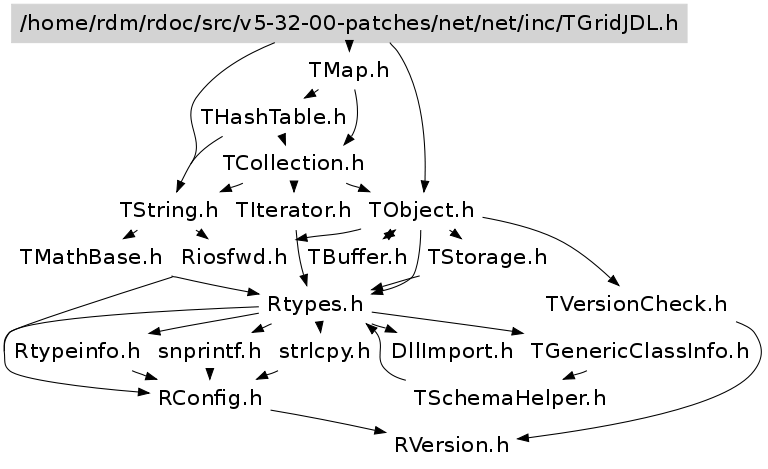 /home/rdm/rdoc/src/v5-32-00-patches/net/net/inc/TGridJDL.h
TMap.h
THashTable.h
TCollection.h
TString.h TIterator.h TObject.h
TMathBase.h Riosfwd.h TBuffer.h TStorage.h
Rtypes.h TVersionCheck.h
Rtypeinfo.h snprintf.h strlcpy.h DllImport.h TGenericClassInfo.h
RConfig.h TSchemaHelper.h
RVersion.h